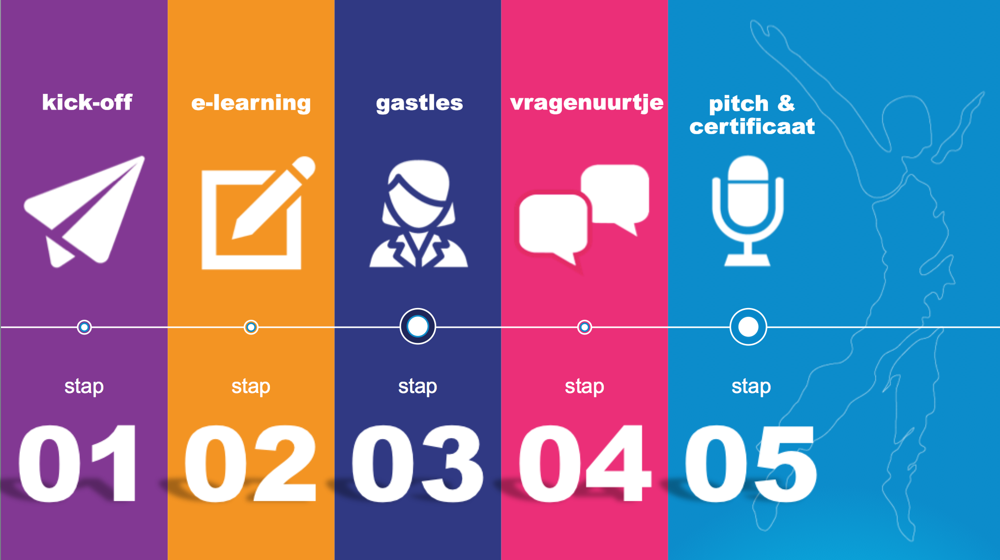 kick-off
e-learning
gastles
vragenuurtje
pitch &
certificaat
stap
stap
stap
stap
stap
01
02
03
04
05